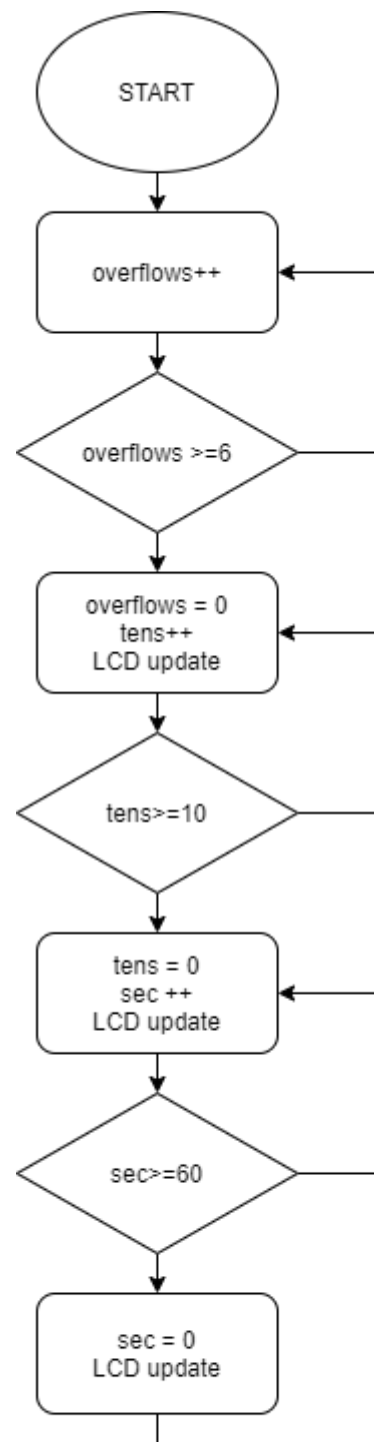 START
overflows++
overflows >=6
overflows = 0
tens++
LCD update
tens>=10
tens = 0
sec ++
LCD update
sec>=60
sec = 0
LCD update